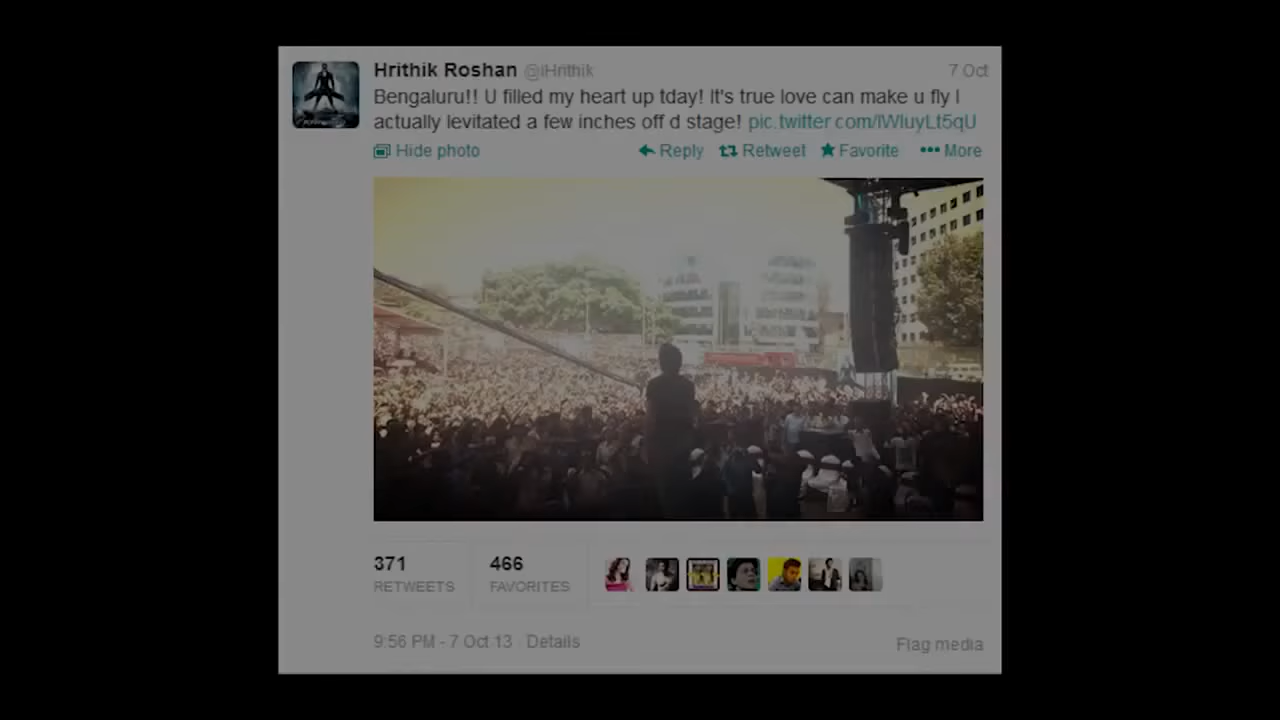 Hrithik Roshan @iHrithik 7 Oct
Bengaluru!! U filled my heart up tday! It's true love can make u fly I
actually levitated a few inches off d stage! pic.twitter.com/lWluyLt5qU
Hide photo Reply Retweet Favorite More
371 466
RETWEETS FAVORITES
9:56 PM - 7 Oct 13 · Details Flag media